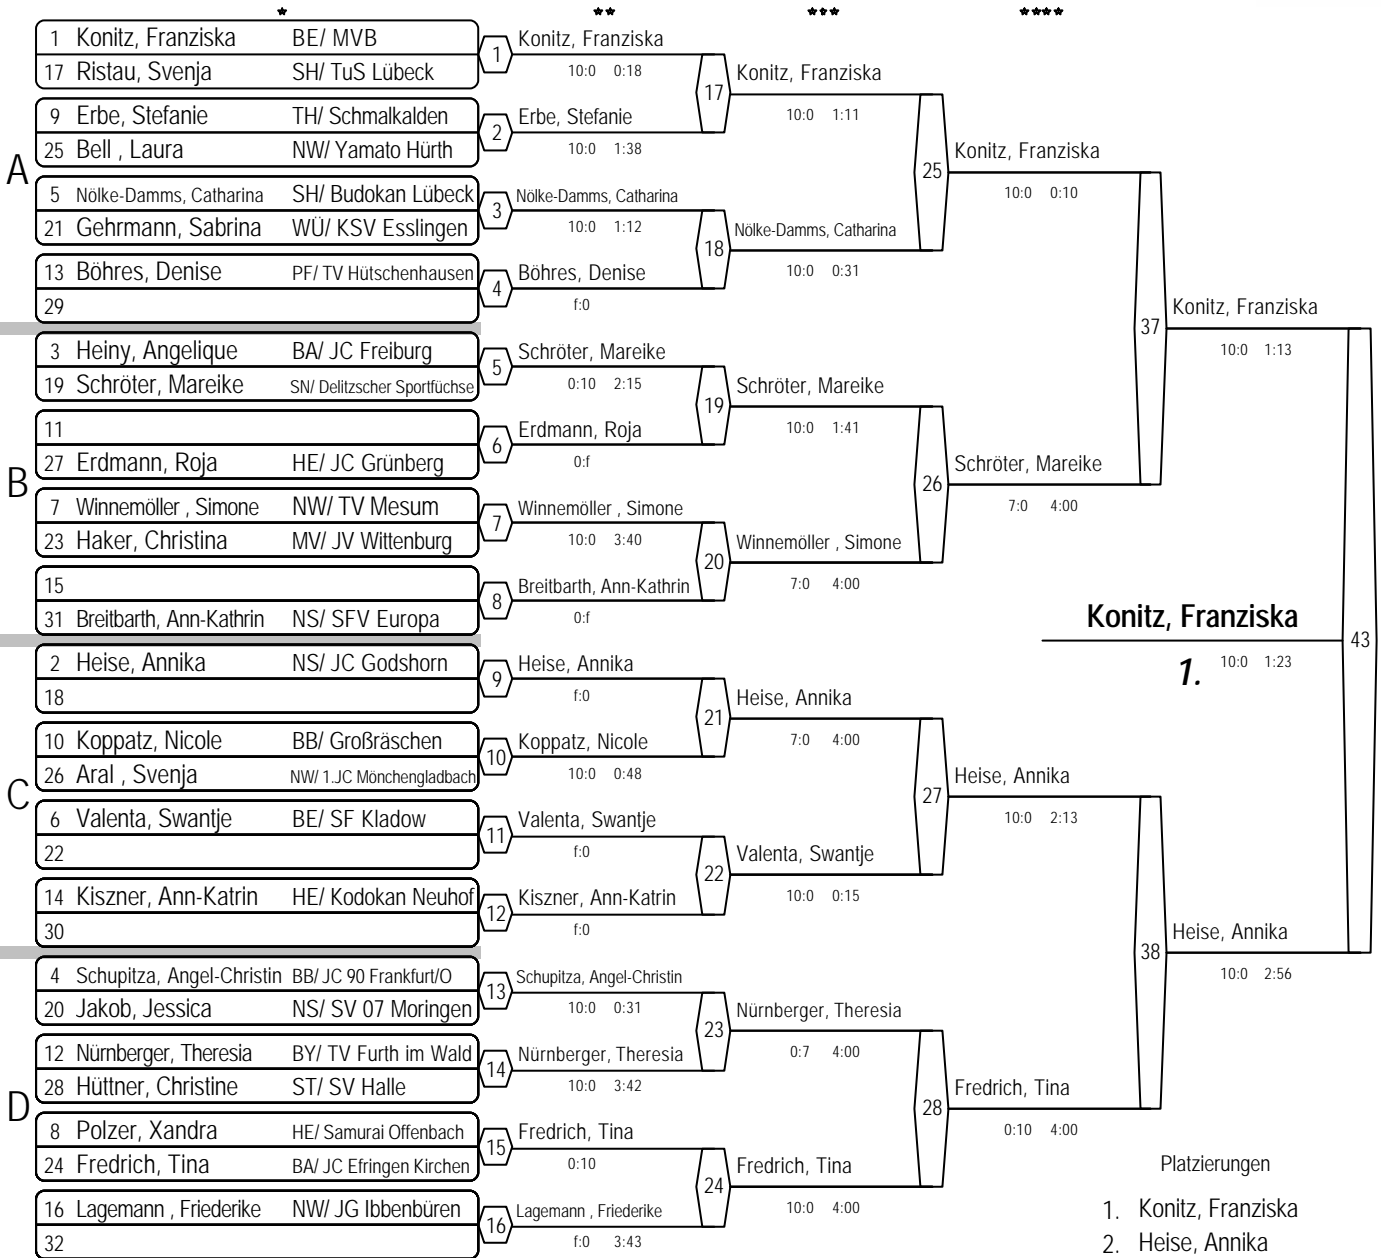 * ** *** ****
A
1 Konitz, Franziska BE/ MVB
17 Ristau, Svenja SH/ TuS Lübeck
9 Erbe, Stefanie TH/ Schmalkalden
25 Bell , Laura NW/ Yamato Hürth
5 Nölke-Damms, Catharina SH/ Budokan Lübeck
21 Gehrmann, Sabrina WÜ/ KSV Esslingen
13 Böhres, Denise PF/ TV Hütschenhausen
29
B
3 Heiny, Angelique BA/ JC Freiburg
19 Schröter, Mareike SN/ Delitzscher Sportfüchse
11
27 Erdmann, Roja HE/ JC Grünberg
7 Winnemöller , Simone NW/ TV Mesum
23 Haker, Christina MV/ JV Wittenburg
15
31 Breitbarth, Ann-Kathrin NS/ SFV Europa
C
2 Heise, Annika NS/ JC Godshorn
18
10 Koppatz, Nicole BB/ Großräschen
26 Aral , Svenja NW/ 1.JC Mönchengladbach
6 Valenta, Swantje BE/ SF Kladow
22
14 Kiszner, Ann-Katrin HE/ Kodokan Neuhof
30
D
4 Schupitza, Angel-Christin BB/ JC 90 Frankfurt/O
20 Jakob, Jessica NS/ SV 07 Moringen
12 Nürnberger, Theresia BY/ TV Furth im Wald
28 Hüttner, Christine ST/ SV Halle
8 Polzer, Xandra HE/ Samurai Offenbach
24 Fredrich, Tina BA/ JC Efringen Kirchen
16 Lagemann , Friederike NW/ JG Ibbenbüren
32
1 Konitz, Franziska
10:0 0:18
2 Erbe, Stefanie
10:0 1:38
3 Nölke-Damms, Catharina
10:0 1:12
4 Böhres, Denise
f:0
5 Schröter, Mareike
0:10 2:15
6 Erdmann, Roja
0:f
7 Winnemöller , Simone
10:0 3:40
8 Breitbarth, Ann-Kathrin
0:f
9 Heise, Annika
f:0
10 Koppatz, Nicole
10:0 0:48
11 Valenta, Swantje
f:0
12 Kiszner, Ann-Katrin
f:0
13 Schupitza, Angel-Christin
10:0 0:31
14 Nürnberger, Theresia
10:0 3:42
15 Fredrich, Tina
0:10
16 Lagemann , Friederike
f:0 3:43
17 Konitz, Franziska
10:0 1:11
18 Nölke-Damms, Catharina
10:0 0:31
19 Schröter, Mareike
10:0 1:41
20 Winnemöller , Simone
7:0 4:00
21 Heise, Annika
7:0 4:00
22 Valenta, Swantje
10:0 0:15
23 Nürnberger, Theresia
0:7 4:00
24 Fredrich, Tina
10:0 4:00
25 Konitz, Franziska
10:0 0:10
26 Schröter, Mareike
7:0 4:00
27 Heise, Annika
10:0 2:13
28 Fredrich, Tina
0:10 4:00
37 Konitz, Franziska
10:0 1:13
38 Heise, Annika
10:0 2:56
Konitz, Franziska 43
1. 10:0 1:23
Platzierungen
1. Konitz, Franziska
2. Heise, Annika